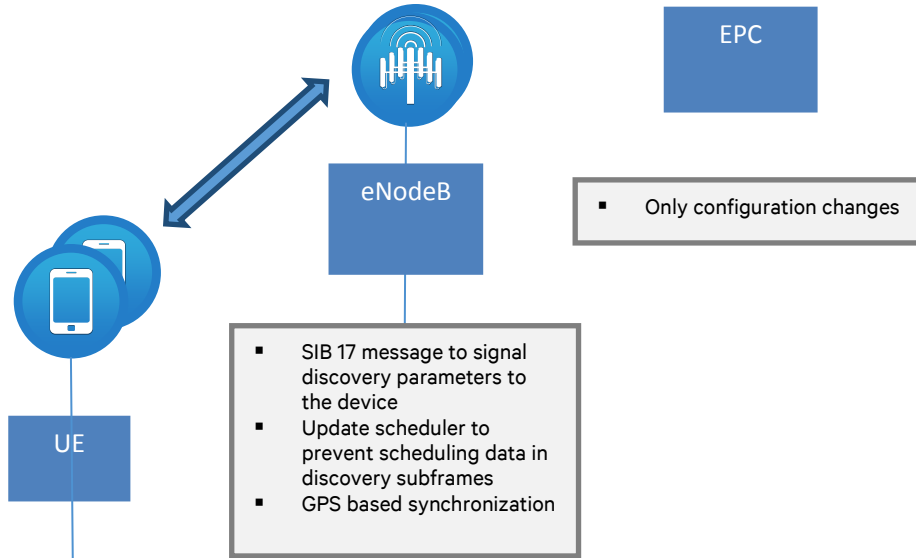 EPC
eNodeB
▪ Only configuration changes
▪ SIB 17 message to signal
discovery parameters to
the device
▪ Update scheduler to
prevent scheduling data in
discovery subframes
▪ GPS based synchronization
UE